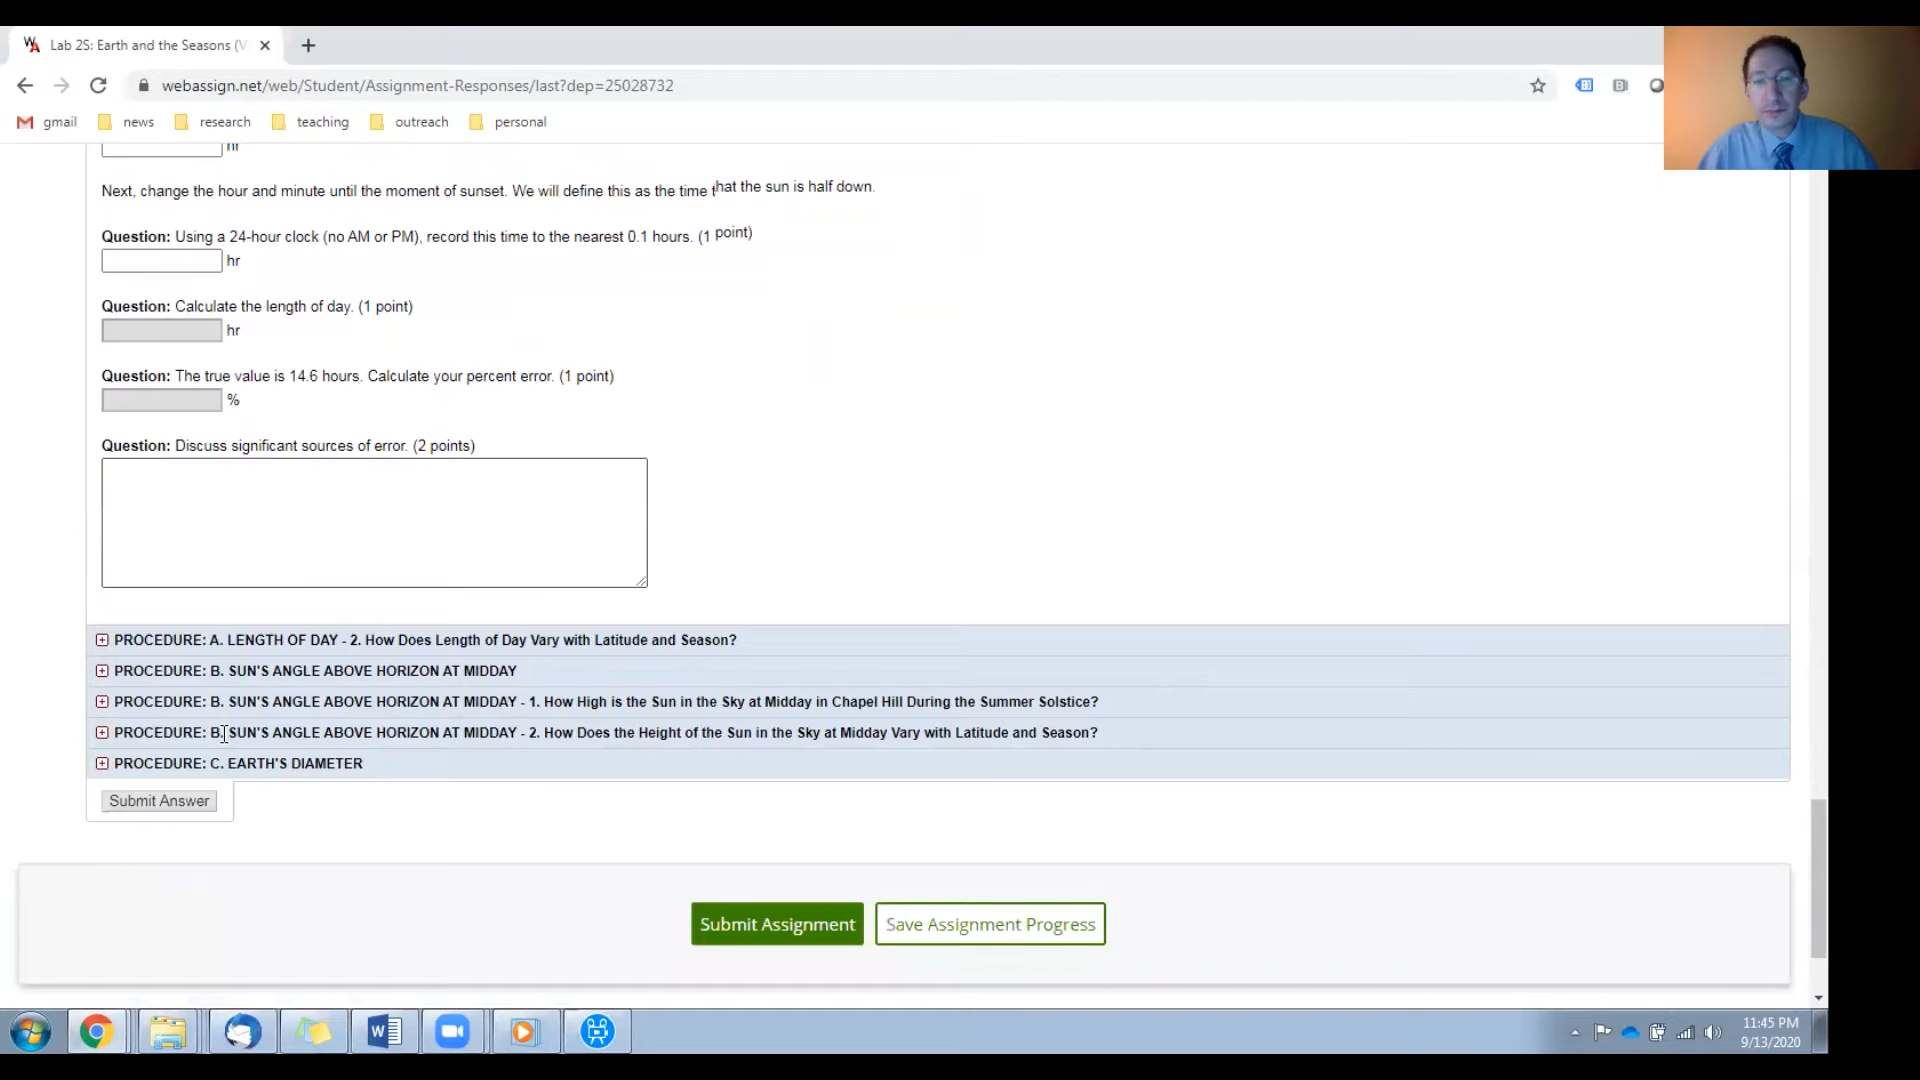 Lab 2S: Earth and the Seasons (V
webassign.net/web/Student/Assignment-Responses/last?dep=25028732
gmail news research teaching outreach personal
hr
Next, change the hour and minute until the moment of sunset. We will define this as the time that the sun is half down.
Question: Using a 24-hour clock (no AM or PM), record this time to the nearest 0.1 hours. (1 point)
hr
Question: Calculate the length of day. (1 point)
hr
Question: The true value is 14.6 hours. Calculate your percent error. (1 point)
%
Question: Discuss significant sources of error. (2 points)
PROCEDURE: A. LENGTH OF DAY - 2. How Does Length of Day Vary with Latitude and Season?
PROCEDURE: B. SUN'S ANGLE ABOVE HORIZON AT MIDDAY
PROCEDURE: B. SUN'S ANGLE ABOVE HORIZON AT MIDDAY - 1. How High is the Sun in the Sky at Midday in Chapel Hill During the Summer Solstice?
PROCEDURE: B. SUN'S ANGLE ABOVE HORIZON AT MIDDAY - 2. How Does the Height of the Sun in the Sky at Midday Vary with Latitude and Season?
PROCEDURE: C. EARTH'S DIAMETER
Submit Answer
Submit Assignment Save Assignment Progress
11:45 PM
9/13/2020